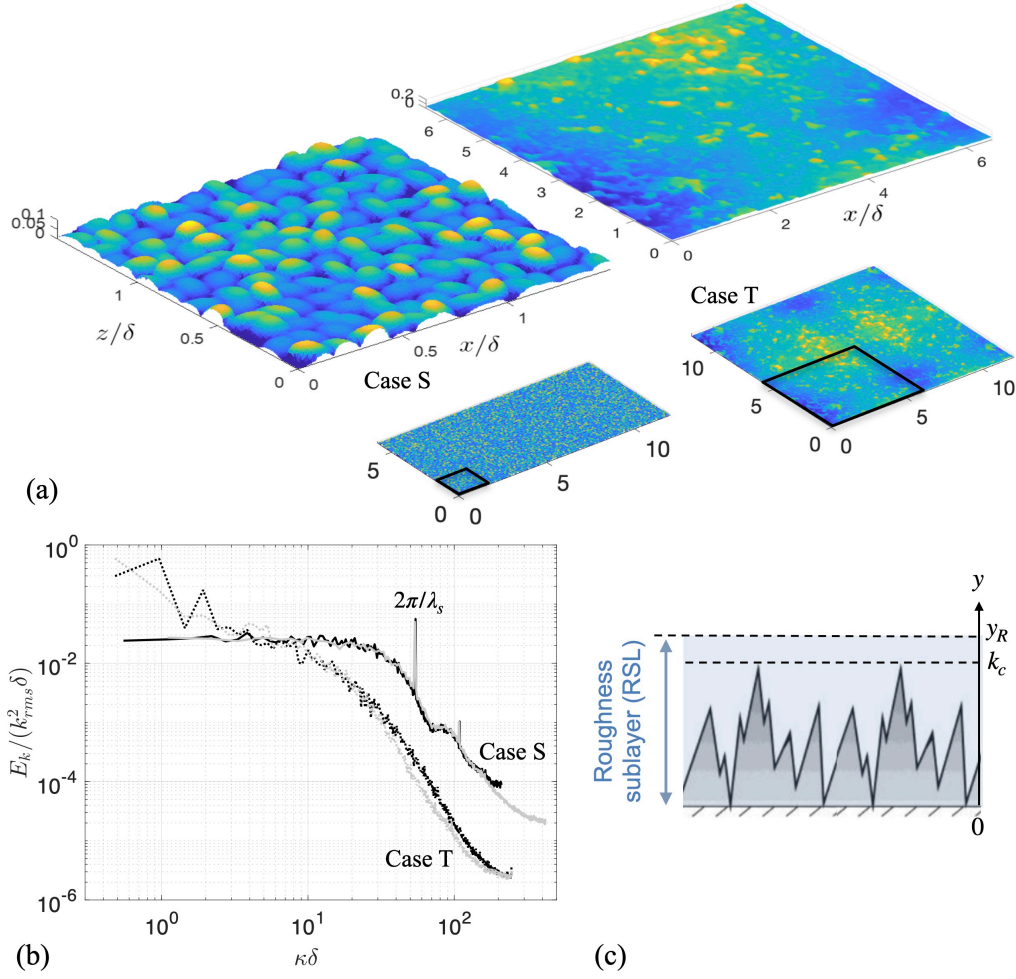 0.2
0
6
5
4
3
2
1
0
0
2
4
6
x/δ
0.1
0.05
0
1
0.5
0
z/δ
0
0.5
1
x/δ
Case S
Case T
10
5
0
0
5
10
5
0
0
5
10
(a)
10^0
10^-2
10^-4
10^-6
E_k/(k_rms^2 δ)
2π/λ_s
Case S
Case T
10^0
10^1
10^2
κδ
(b)
y
y_R
k_c
Roughness
sublayer (RSL)
0
(c)